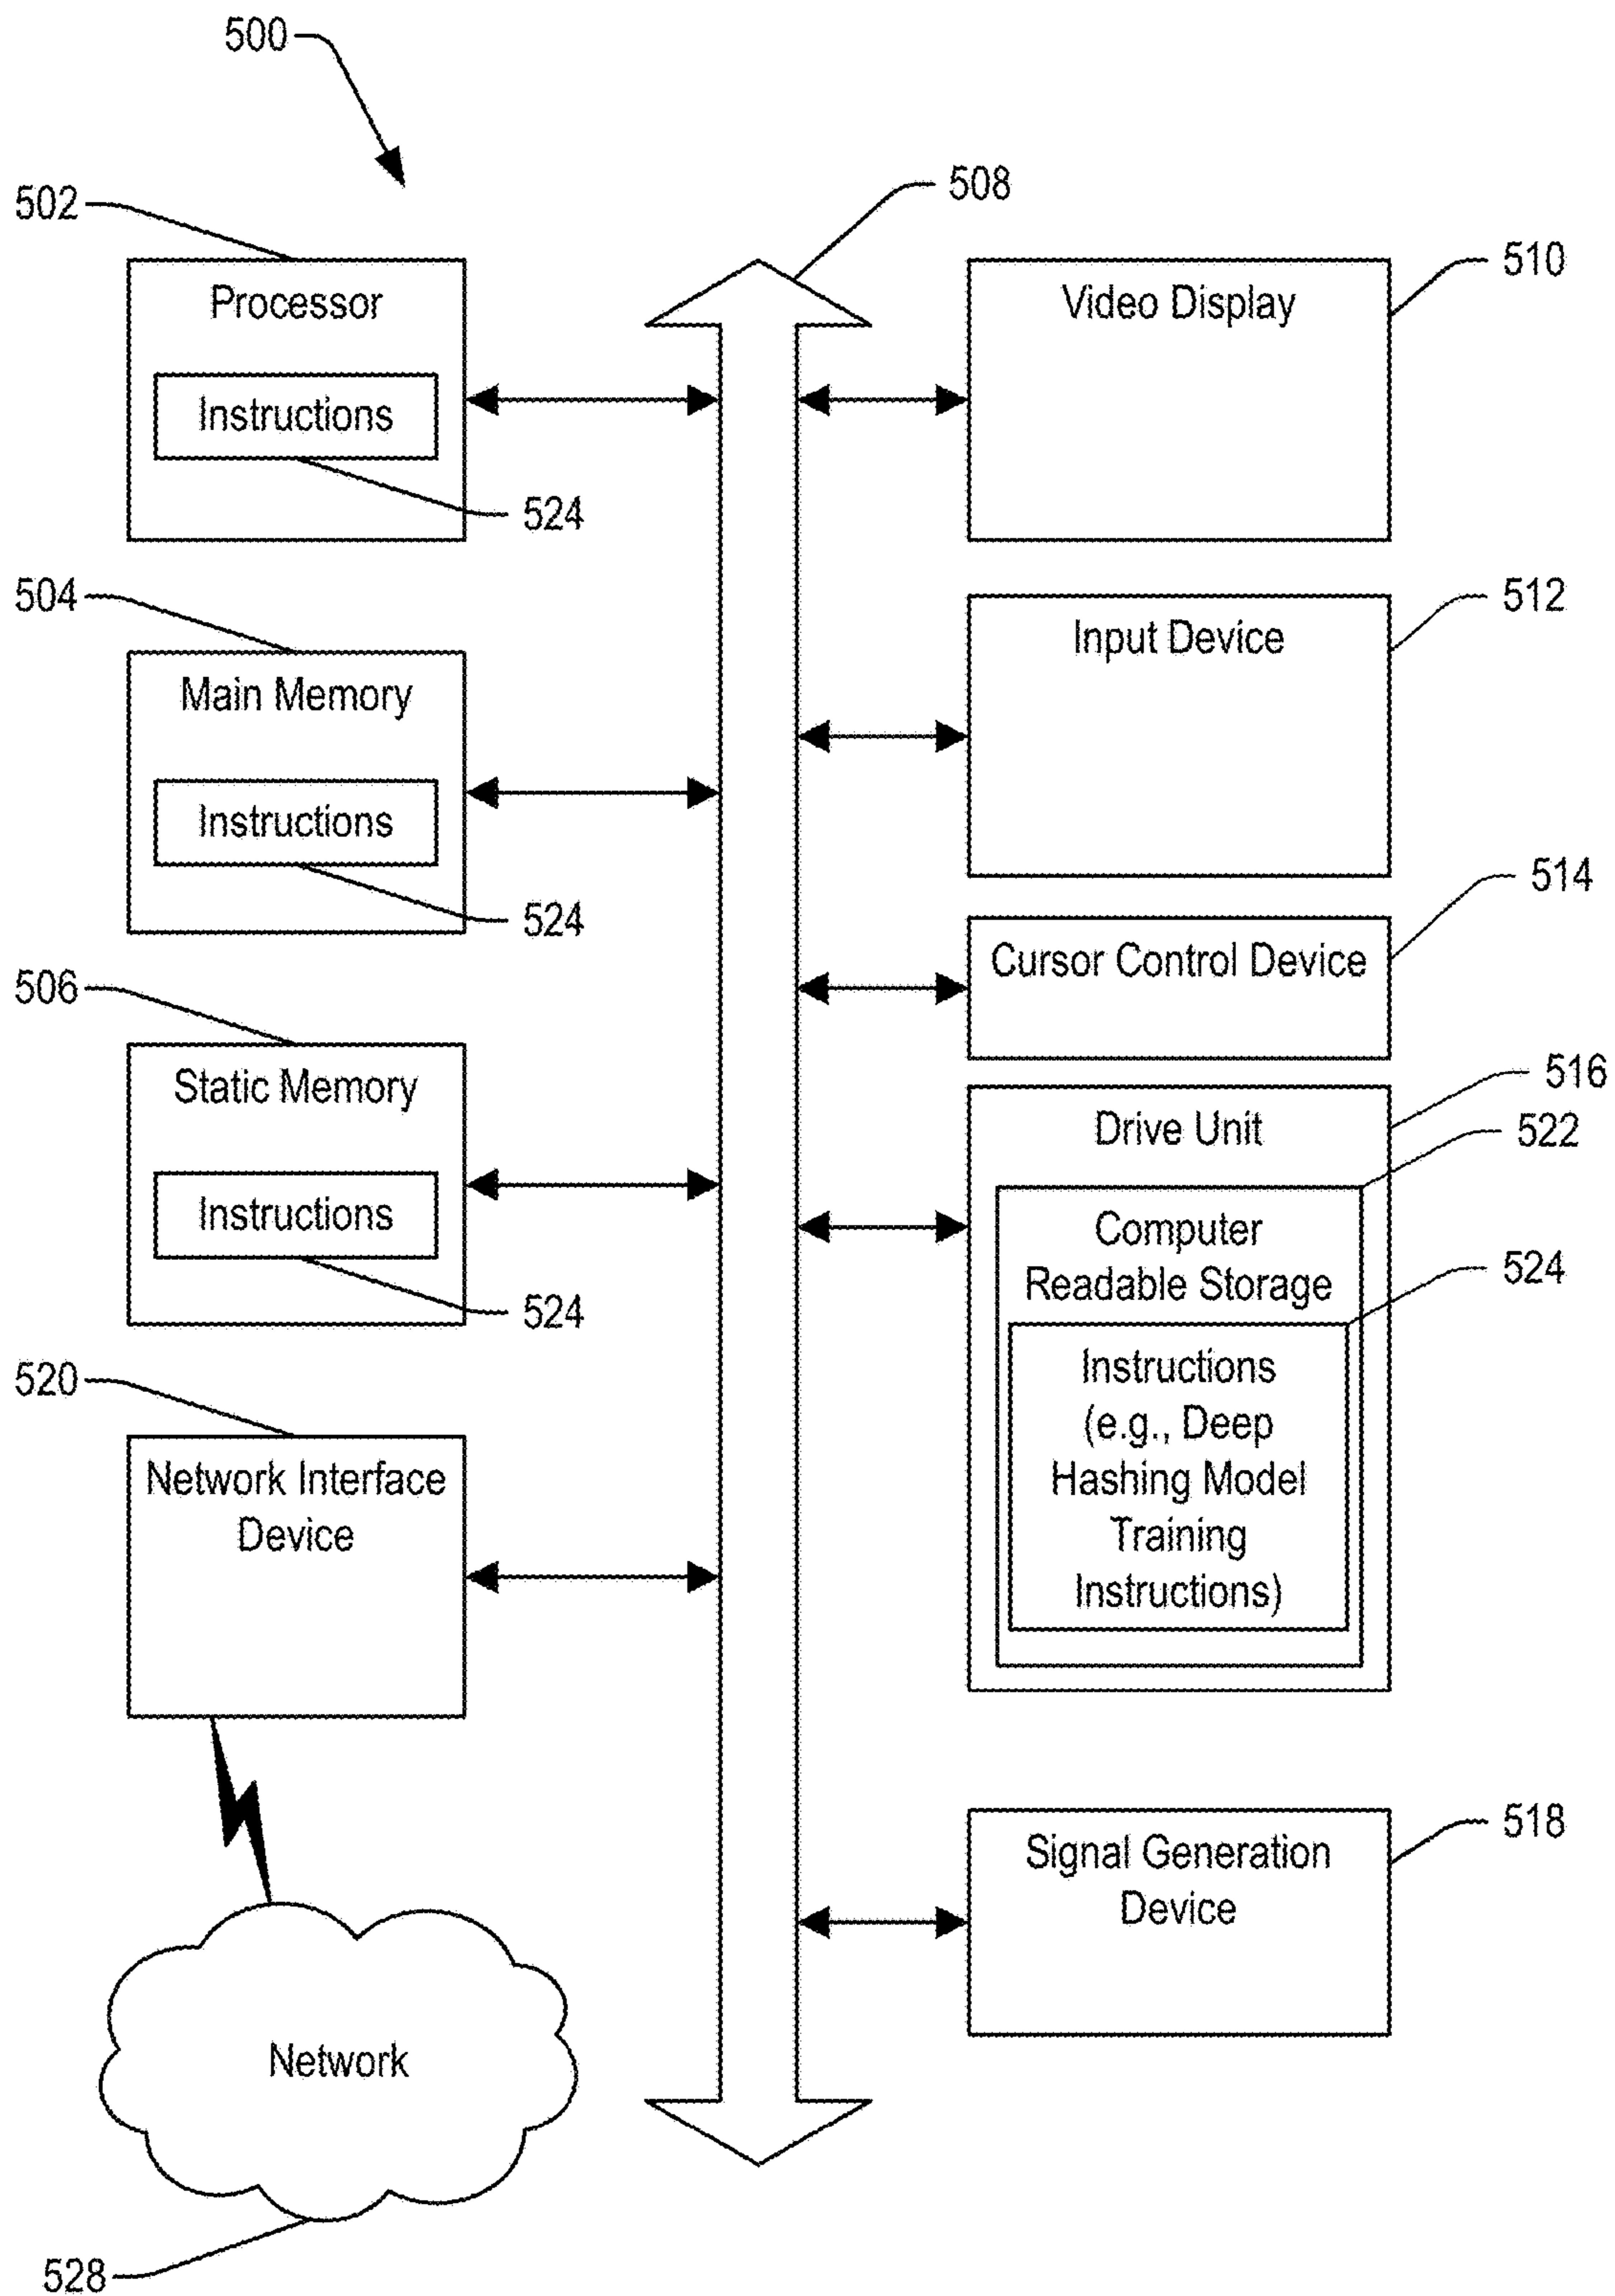 500
508
502
Processor
Instructions
524
510
Video Display
504
Main Memory
Instructions
524
512
Input Device
514
Cursor Control Device
506
Static Memory
Instructions
524
516
Drive Unit
522
Computer
Readable Storage
524
Instructions
(e.g., Deep
Hashing Model
Training
Instructions)
520
Network Interface
Device
518
Signal Generation
Device
Network
528